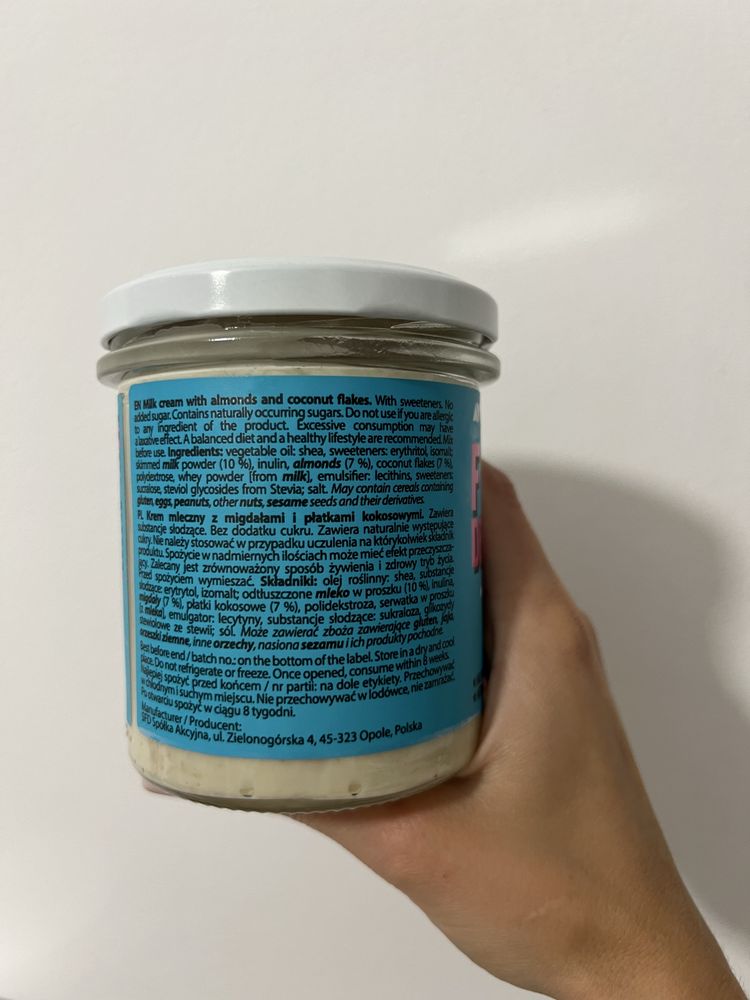 EN Milk cream with almonds and coconut flakes. With sweeteners. No
added sugar. Contains naturally occurring sugars. Do not use if you are allergic
to any ingredient of the product. Excessive consumption may have
a laxative effect. A balanced diet and a healthy lifestyle are recommended. Mix
before use. Ingredients: vegetable oil: shea, sweeteners: erythritol, isomalt;
skimmed milk powder (10 %), inulin, almonds (7 %), coconut flakes (7 %),
polydextrose, whey powder [from milk], emulsifier: lecithins, sweeteners:
sucralose, steviol glycosides from Stevia; salt. May contain cereals containing
gluten, eggs, peanuts, other nuts, sesame seeds and their derivatives.
PL Krem mleczny z migdałami i płatkami kokosowymi. Zawiera
substancje słodzące. Bez dodatku cukru. Zawiera naturalnie występujące
cukry. Nie należy stosować w przypadku uczulenia na którykolwiek składnik
produktu. Spożycie w nadmiernych ilościach może mieć efekt przeczyszcza-
jący. Zalecany jest zrównoważony sposób żywienia i zdrowy tryb życia.
Przed spożyciem wymieszać. Składniki: olej roślinny: shea, substancje
słodzące: erytrytol, izomalt; odtłuszczone mleko w proszku (10 %), inulina,
migdały (7 %), płatki kokosowe (7 %), polidekstroza, serwatka w proszku
[z mleka], emulgator: lecytyny, substancje słodzące: sukraloza, glikozydy
stewiolowe ze stewii; sól. Może zawierać zboża zawierające gluten, jaja,
orzeszki ziemne, inne orzechy, nasiona sezamu i ich produkty pochodne.
Best before end / batch no.: on the bottom of the label. Store in a dry and cool
place. Do not refrigerate or freeze. Once opened, consume within 8 weeks.
Najlepiej spożyć przed końcem / nr partii: na dole etykiety. Przechowywać
w chłodnym i suchym miejscu. Nie przechowywać w lodówce, nie zamrażać.
Po otwarciu spożyć w ciągu 8 tygodni.
Manufacturer / Producent:
SFD Spółka Akcyjna, ul. Zielonogórska 4, 45-323 Opole, Polska